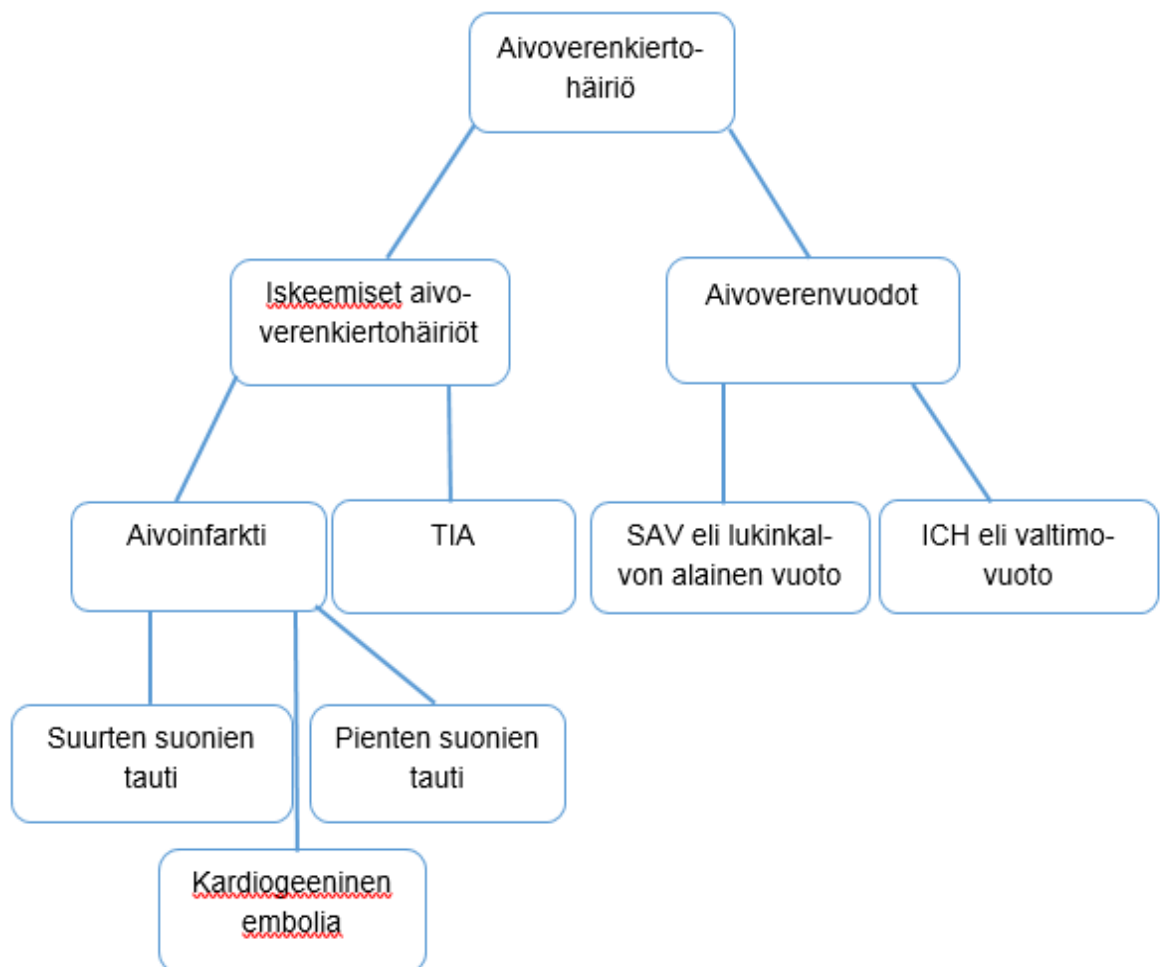 Aivoverenkierto-
häiriö
Iskeemiset aivo-
verenkiertohäiriöt
Aivoverenvuodot
Aivoinfarkti
TIA
SAV eli lukinkal-
von alainen vuoto
ICH eli valtimo-
vuoto
Suurten suonien
tauti
Pienten suonien
tauti
Kardiogeeninen
embolia